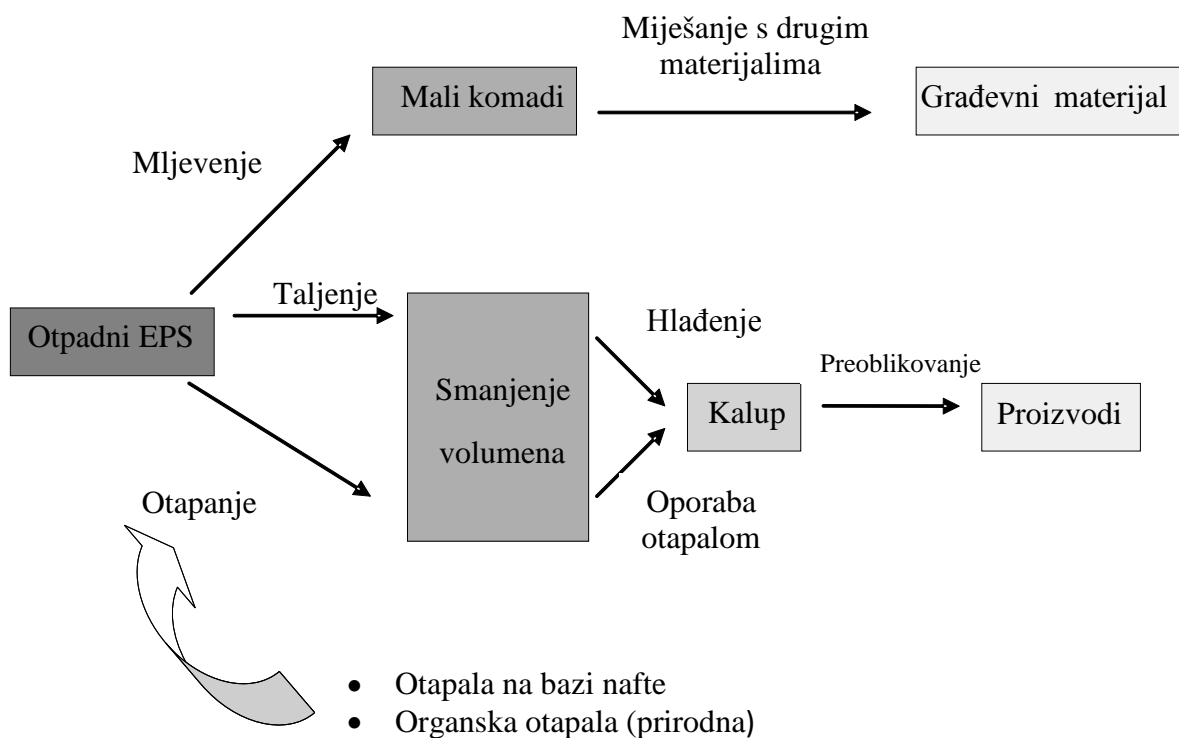 Miješanje s drugim
materijalima
Mali komadi
Građevni materijal
Mljevenje
Taljenje
Otpadni EPS
Hlađenje
Smanjenje
volumena
Preoblikovanje
Kalup
Proizvodi
Otapanje
Oporaba
otapalom
• Otapala na bazi nafte
• Organska otapala (prirodna)